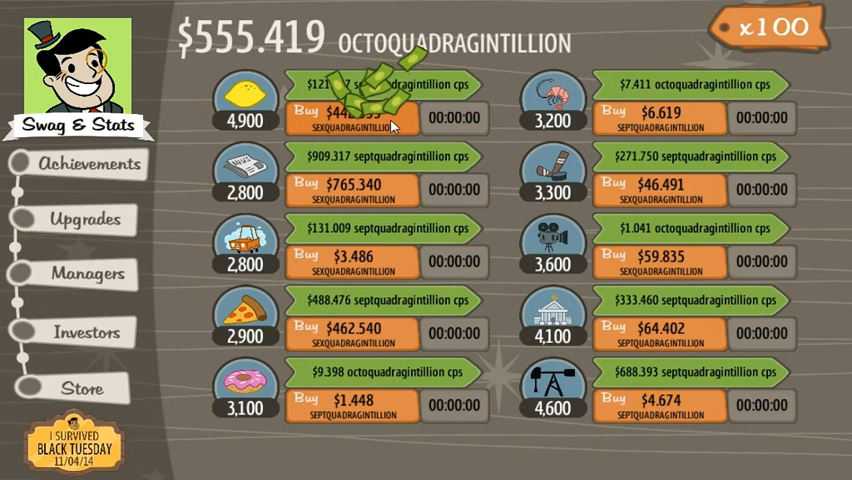 $555.419 OCTOQUADRAGINTILLION
x100
Swag & Stats
Achievements
Upgrades
Managers
Investors
Store
I SURVIVED
BLACK TUESDAY
11/04/14
4,900
quadragintillion cps
Buy
SEXQUADRAGINTILLION
00:00:00
NEWS
2,800
$909.317 septquadragintillion cps
Buy $765.340
SEXQUADRAGINTILLION
00:00:00
2,800
$131.009 septquadragintillion cps
Buy $3.486
SEXQUADRAGINTILLION
00:00:00
2,900
$488.476 septquadragintillion cps
Buy $462.540
SEXQUADRAGINTILLION
00:00:00
3,100
$9.398 octoquadragintillion cps
Buy $1.448
SEPTQUADRAGINTILLION
00:00:00
3,200
$7.411 octoquadragintillion cps
Buy $6.619
SEPTQUADRAGINTILLION
00:00:00
3,300
$271.750 septquadragintillion cps
Buy $46.491
SEXQUADRAGINTILLION
00:00:00
3,600
$1.041 octoquadragintillion cps
Buy $59.835
SEXQUADRAGINTILLION
00:00:00
4,100
$333.460 septquadragintillion cps
Buy $64.402
SEXQUADRAGINTILLION
00:00:00
4,600
$688.393 septquadragintillion cps
Buy $4.674
SEPTQUADRAGINTILLION
00:00:00